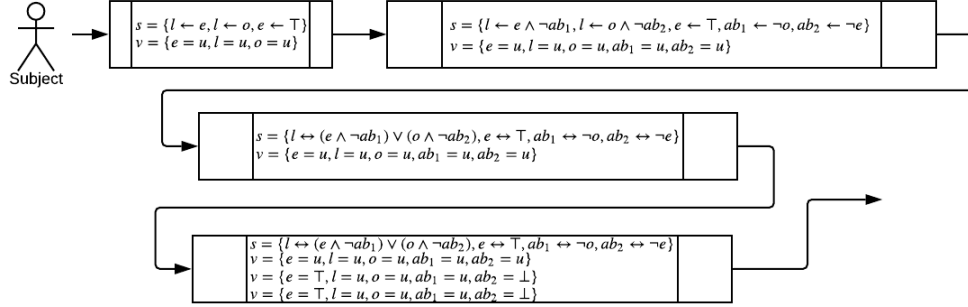 Subject
s = {l ← e, l ← o, e ← ⊤}
v = {e = u, l = u, o = u}
s = {l ← e ∧ ¬ab₁, l ← o ∧ ¬ab₂, e ← ⊤, ab₁ ← ¬o, ab₂ ← ¬e}
v = {e = u, l = u, o = u, ab₁ = u, ab₂ = u}
s = {l ↔ (e ∧ ¬ab₁) ∨ (o ∧ ¬ab₂), e ↔ ⊤, ab₁ ↔ ¬o, ab₂ ↔ ¬e}
v = {e = u, l = u, o = u, ab₁ = u, ab₂ = u}
s = {l ↔ (e ∧ ¬ab₁) ∨ (o ∧ ¬ab₂), e ↔ ⊤, ab₁ ↔ ¬o, ab₂ ↔ ¬e}
v = {e = u, l = u, o = u, ab₁ = u, ab₂ = u}
v = {e = ⊤, l = u, o = u, ab₁ = u, ab₂ = ⊥}
v = {e = ⊤, l = u, o = u, ab₁ = u, ab₂ = ⊥}